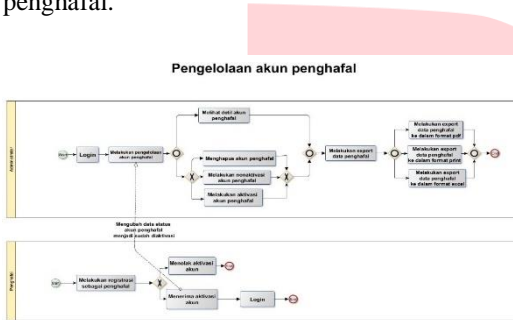 penghafal.
Pengelolaan akun penghafal
Melihat detil akun
penghafal
Login
Melakukan pengelolaan
akun penghafal
Menghapus akun penghafal
Melakukan nonaktivasi
akun penghafal
Melakukan aktivasi
akun penghafal
Melakukan export
data penghafal
Melakukan export
data penghafal
ke dalam format pdf
Melakukan export
data penghafal
ke dalam format print
Melakukan export
data penghafal
ke dalam format excel
Mengubah data status
akun penghafal
menjadi sudah diaktivasi
Melakukan registrasi
sebagai penghafal
Menolak aktivasi
akun
Menerima aktivasi
akun
Login